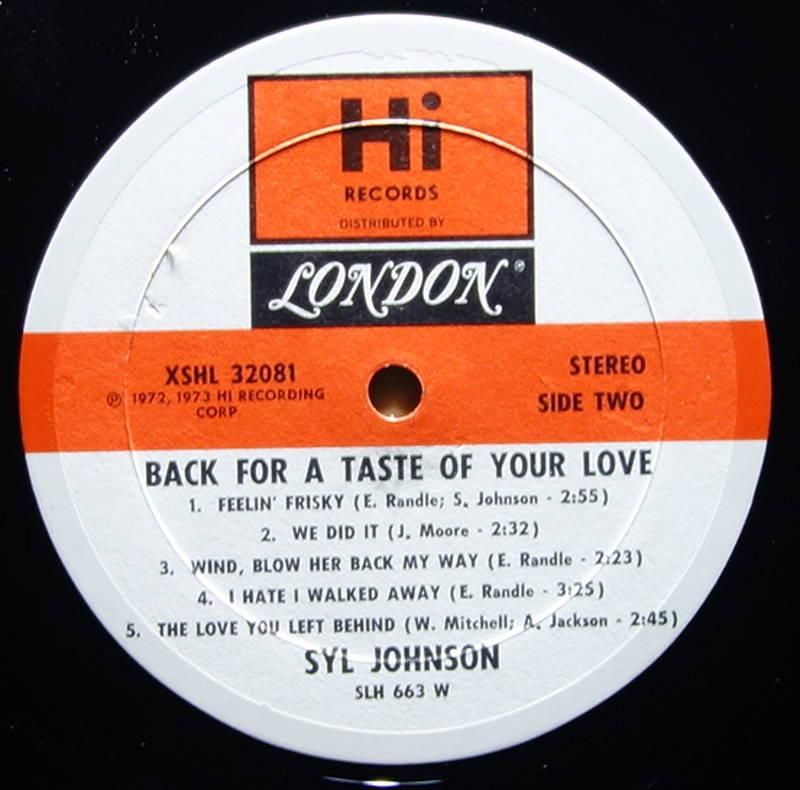 Hi
RECORDS
DISTRIBUTED BY
LONDON®
XSHL 32081
℗ 1972, 1973 HI RECORDING
CORP
STEREO
SIDE TWO
BACK FOR A TASTE OF YOUR LOVE
1. FEELIN' FRISKY (E. Randle; S. Johnson - 2:55)
2. WE DID IT (J. Moore - 2:32)
3. WIND, BLOW HER BACK MY WAY (E. Randle - 2:23)
4. I HATE I WALKED AWAY (E. Randle - 3:25)
5. THE LOVE YOU LEFT BEHIND (W. Mitchell; A. Jackson - 2:45)
SYL JOHNSON
SLH 663 W